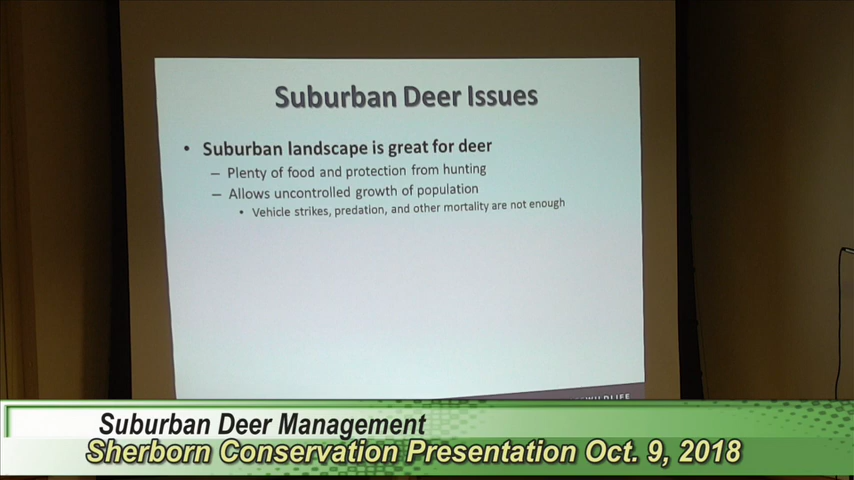 Suburban Deer Issues
• Suburban landscape is great for deer
– Plenty of food and protection from hunting
– Allows uncontrolled growth of population
• Vehicle strikes, predation, and other mortality are not enough
WILDLIFE
Suburban Deer Management
Sherborn Conservation Presentation Oct. 9, 2018